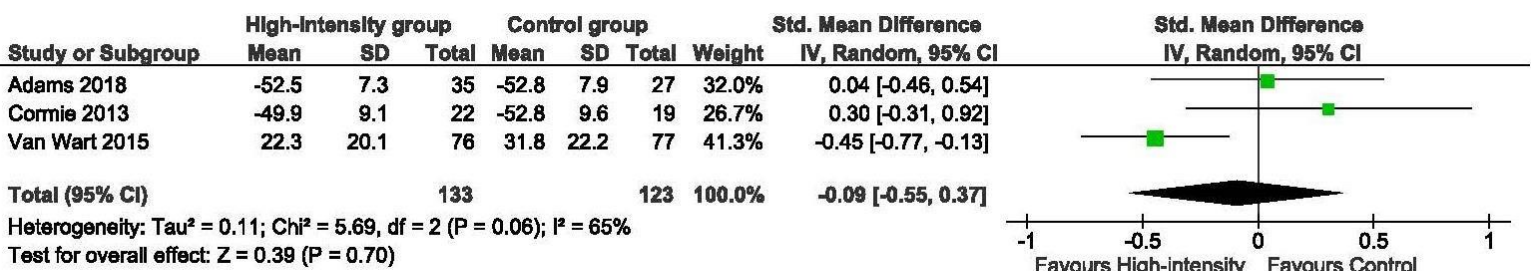 High-Intensity group Control group Std. Mean Difference Std. Mean Difference
Study or Subgroup Mean SD Total Mean SD Total Weight IV, Random, 95% CI IV, Random, 95% CI
Adams 2018 -52.5 7.3 35 -52.8 7.9 27 32.0% 0.04 [-0.46, 0.54]
Cormie 2013 -49.9 9.1 22 -52.8 9.6 19 26.7% 0.30 [-0.31, 0.92]
Van Wart 2015 22.3 20.1 76 31.8 22.2 77 41.3% -0.45 [-0.77, -0.13]
Total (95% CI) 133 123 100.0% -0.09 [-0.55, 0.37]
Heterogeneity: Tau² = 0.11; Chi² = 5.69, df = 2 (P = 0.06); I² = 65%
Test for overall effect: Z = 0.39 (P = 0.70)
-1 -0.5 0 0.5 1
Favours High-intensity Favours Control